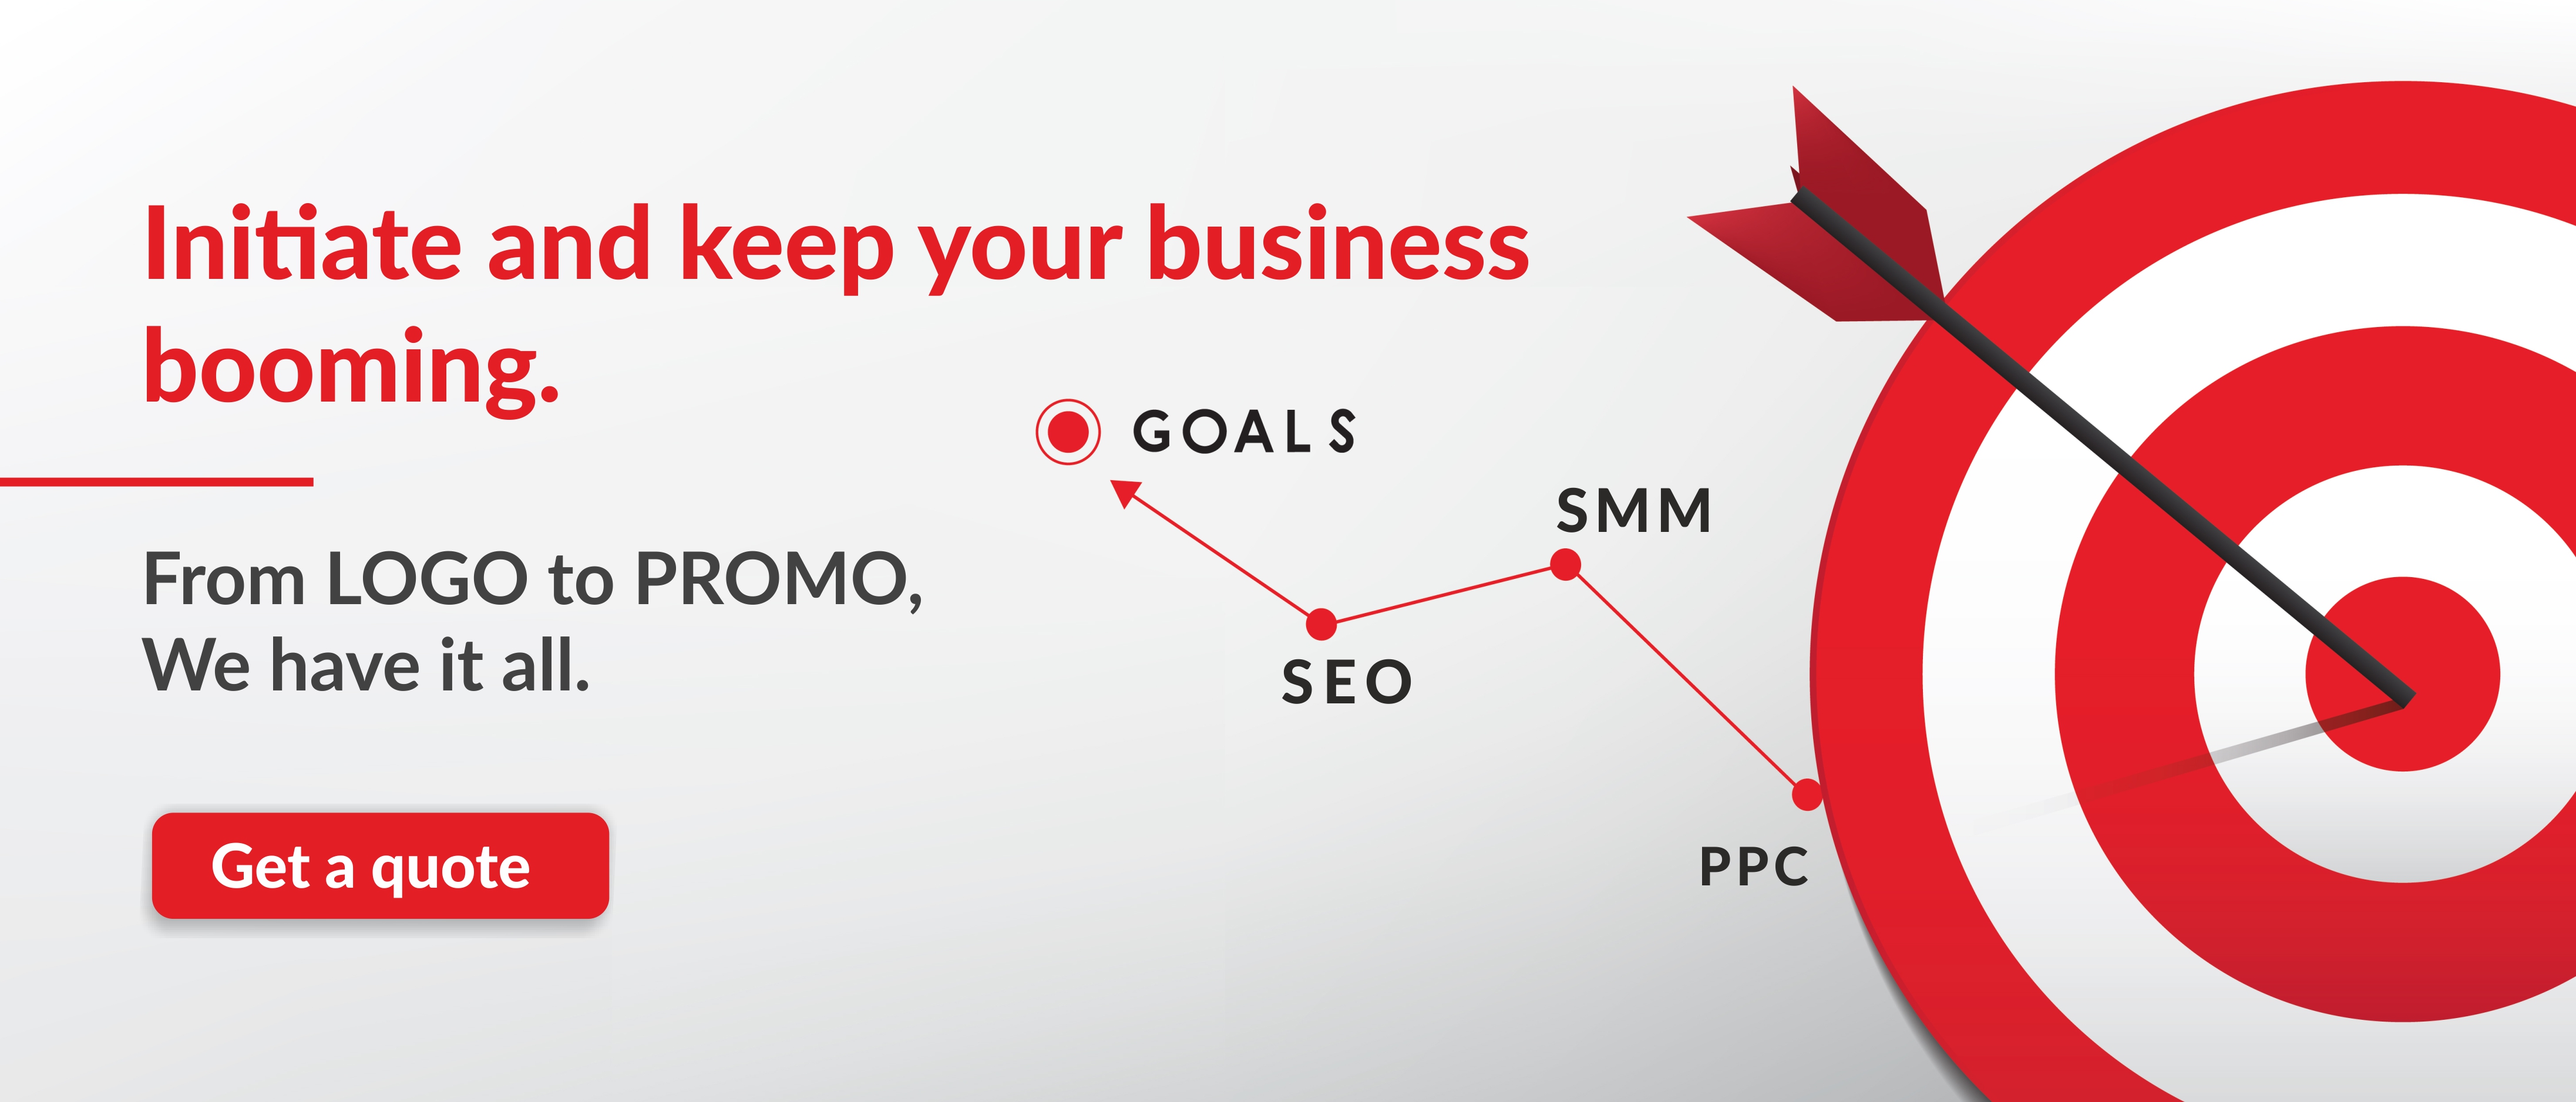 Initiate and keep your business
booming.
GOALS
SMM
From LOGO to PROMO,
We have it all.
SEO
PPC
Get a quote